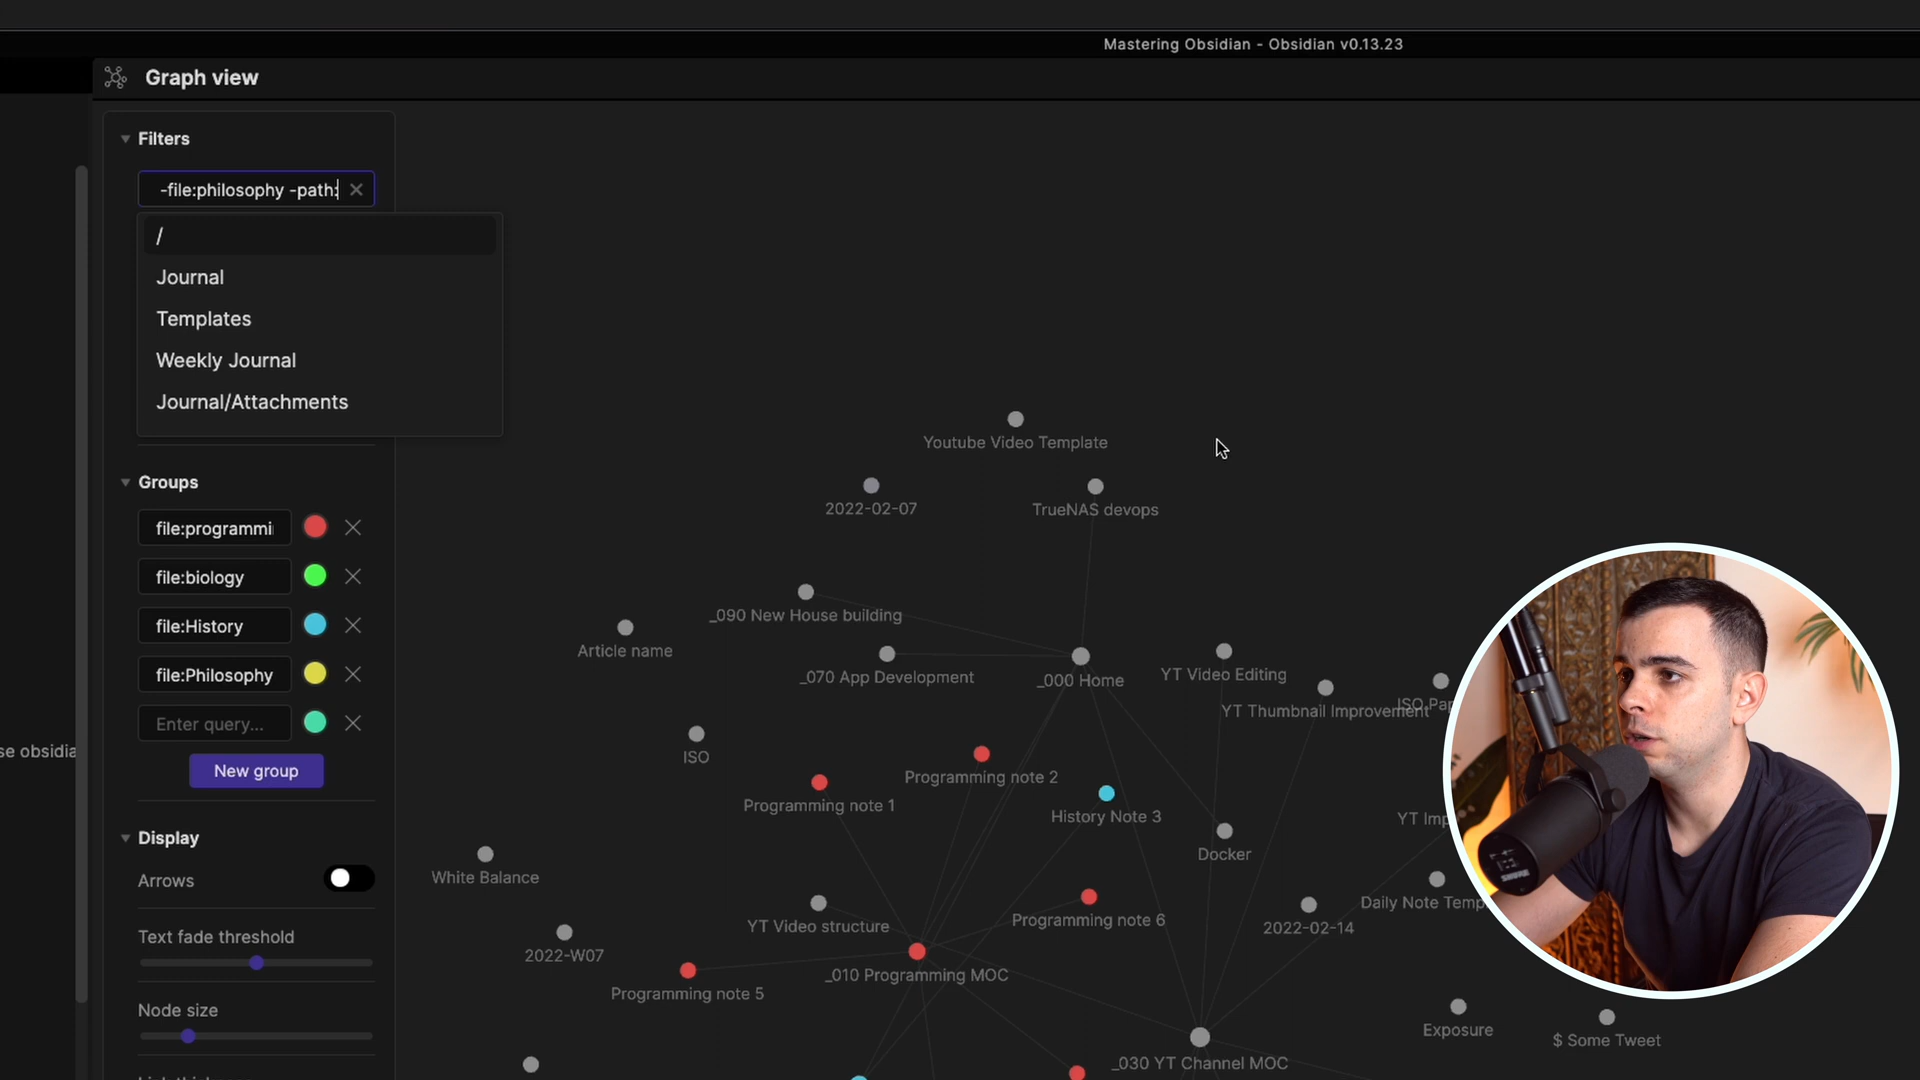 Mastering Obsidian - Obsidian v0.13.23
Graph view
Filters
-file:philosophy -path:
/
Journal
Templates
Weekly Journal
Journal/Attachments
Groups
file:programmi
file:biology
file:History
file:Philosophy
Enter query...
New group
Display
Arrows
Text fade threshold
Node size
se obsidia
Youtube Video Template
2022-02-07
TrueNAS devops
_090 New House building
Article name
_070 App Development
_000 Home
YT Video Editing
YT Thumbnail Improvement
ISO Pap
ISO
Programming note 2
Programming note 1
History Note 3
YT Imp
Docker
White Balance
Daily Note Temp
Programming note 6
YT Video structure
2022-02-14
2022-W07
_010 Programming MOC
Programming note 5
Exposure
$ Some Tweet
_030 YT Channel MOC
SHURE